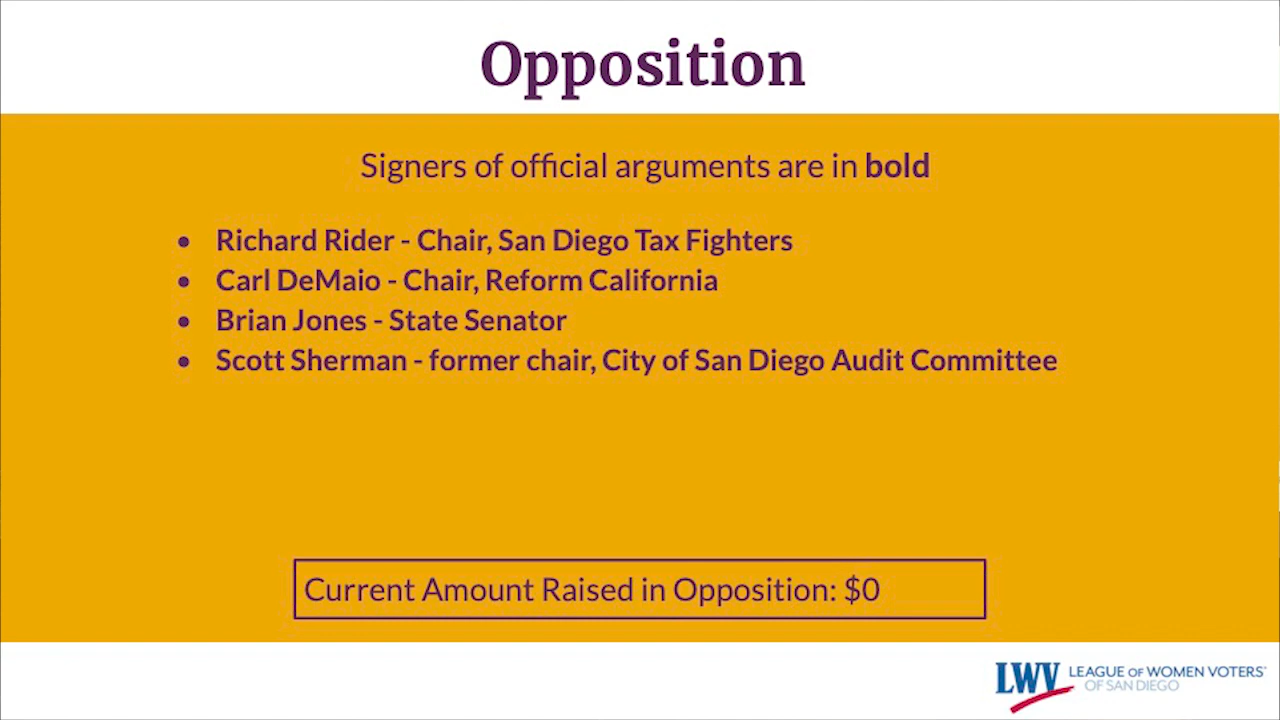 Opposition
Signers of official arguments are in bold
• Richard Rider - Chair, San Diego Tax Fighters
• Carl DeMaio - Chair, Reform California
• Brian Jones - State Senator
• Scott Sherman - former chair, City of San Diego Audit Committee
Current Amount Raised in Opposition: $0
LWV LEAGUE OF WOMEN VOTERS®
OF SAN DIEGO